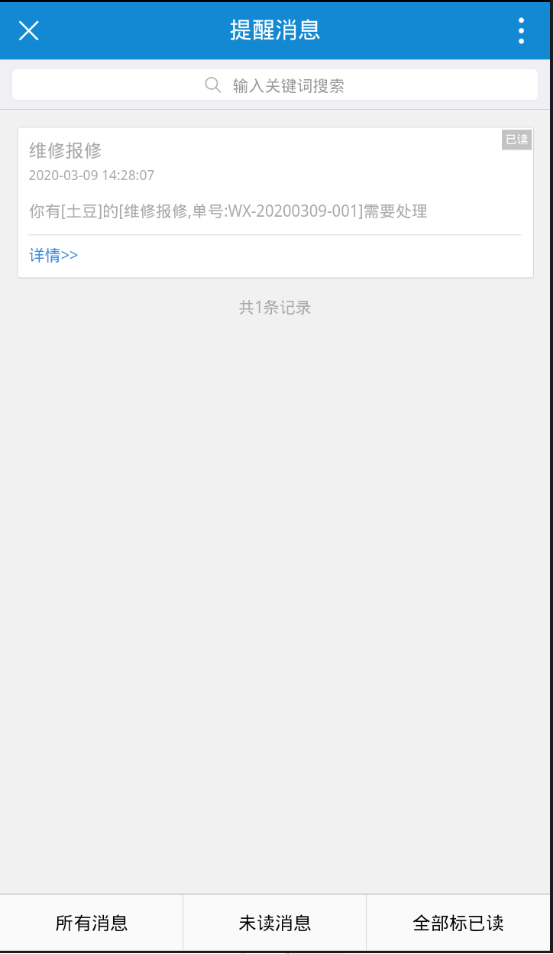 提醒消息
输入关键词搜索
已读
维修报修
2020-03-09 14:28:07
你有[土豆]的[维修报修,单号:WX-20200309-001]需要处理
详情>>
共1条记录
所有消息
未读消息
全部标已读